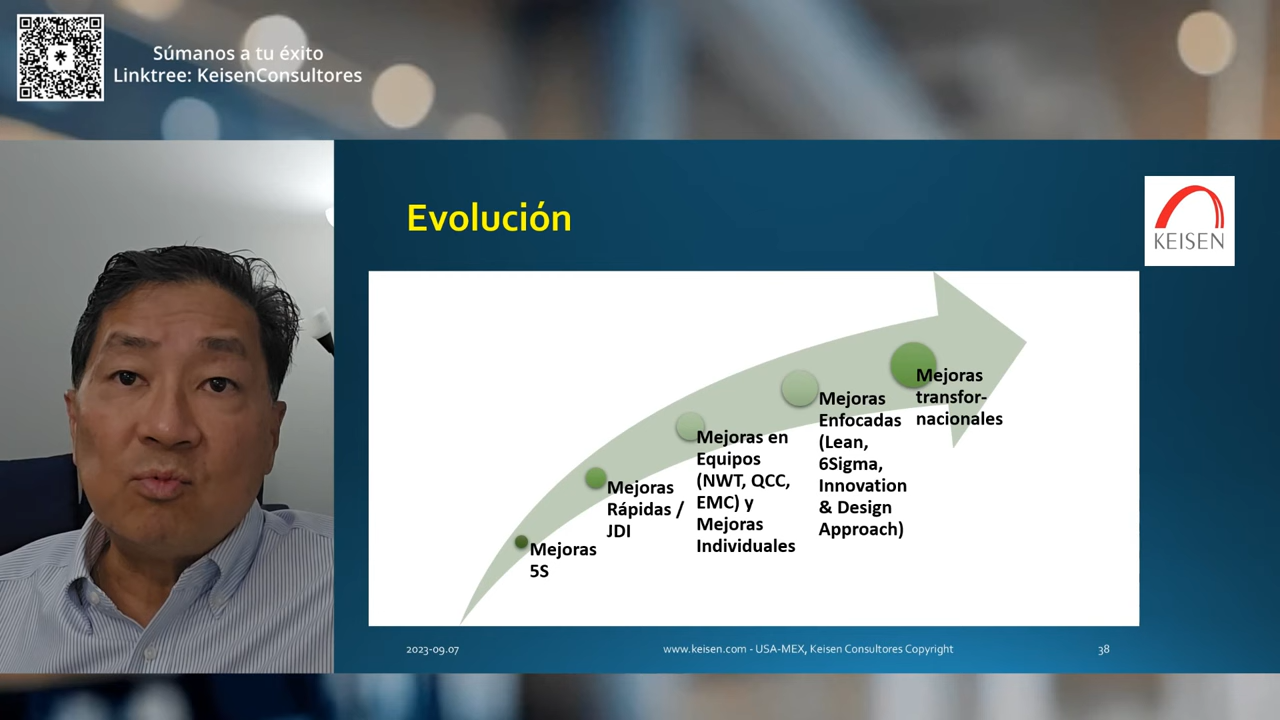 Súmanos a tu éxito
Linktree: KeisenConsultores
Evolución
KEISEN
Mejoras
5S
Mejoras
Rápidas /
JDI
Mejoras en
Equipos
(NWT, QCC,
EMC) y
Mejoras
Individuales
Mejoras
Enfocadas
(Lean,
6Sigma,
Innovation
& Design
Approach)
Mejoras
transfor-
nacionales
2023-09.07
www.keisen.com - USA-MEX, Keisen Consultores Copyright
38